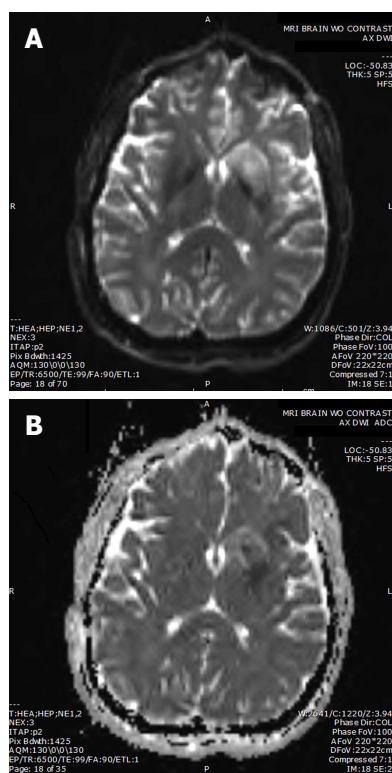 A
A
MRI BRAIN WO CONTRAST
AX DWI
---
LOC:-50.83
THK:5 SP:5
HFS
R
L
---
T:HEA;HEP;NE1,2
NEX:3
ITAP:p2
Pix Bdwth:1425
AQM:130\0\0\130
EP/TR:6500/TE:99/FA:90/ETL:1
Page: 18 of 70
W:1086/C:501/Z:3.94
Phase Dir:COL
Phase FoV:100
AFoV 220*220
DFoV:22x22cm
Compressed 7:1
IM:18 SE:1
P
cm
B
A
MRI BRAIN WO CONTRAST
AX DWI ADC
---
LOC:-50.83
THK:5 SP:5
HFS
R
L
---
T:HEA;HEP;NE1,2
NEX:3
ITAP:p2
Pix Bdwth:1425
AQM:130\0\0\130
EP/TR:6500/TE:99/FA:90/ETL:1
Page: 18 of 35
W:2641/C:1220/Z:3.94
Phase Dir:COL
Phase FoV:100
AFoV 220*220
DFoV:22x22cm
Compressed 7:1
IM:18 SE:2
P